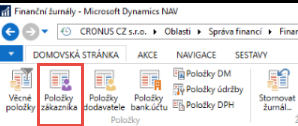 Finanční žurnály - Microsoft Dynamics NAV
CRONUS CZ s.r.o. ▸ Oblasti ▸ Správa financí ▸ Finan
DOMOVSKÁ STRÁNKA AKCE NAVIGACE SESTAVY
Věcné položky
Položky zákazníka
Položky dodavatele
Položky bank.účtu
Položky DM
Položky údržby
Položky DPH
Stornovat žurnál...
Položky